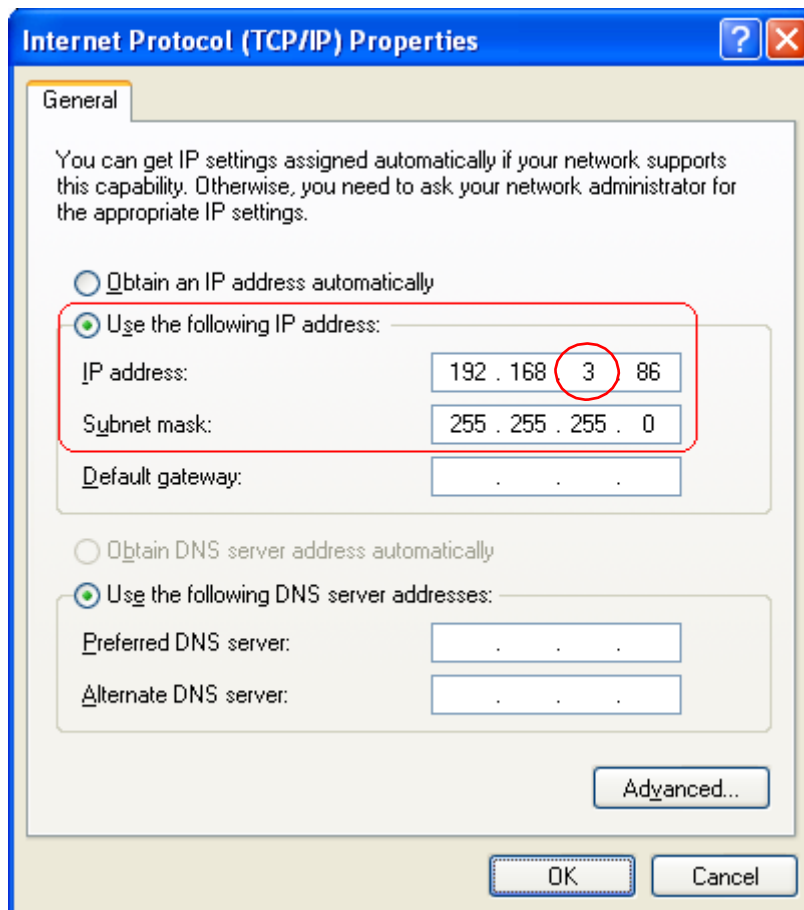 Internet Protocol (TCP/IP) Properties
General
You can get IP settings assigned automatically if your network supports
this capability. Otherwise, you need to ask your network administrator for
the appropriate IP settings.
Obtain an IP address automatically
Use the following IP address:
IP address: 192 . 168 . 3 . 86
Subnet mask: 255 . 255 . 255 . 0
Default gateway: . . .
Obtain DNS server address automatically
Use the following DNS server addresses:
Preferred DNS server: . . .
Alternate DNS server: . . .
Advanced...
OK Cancel